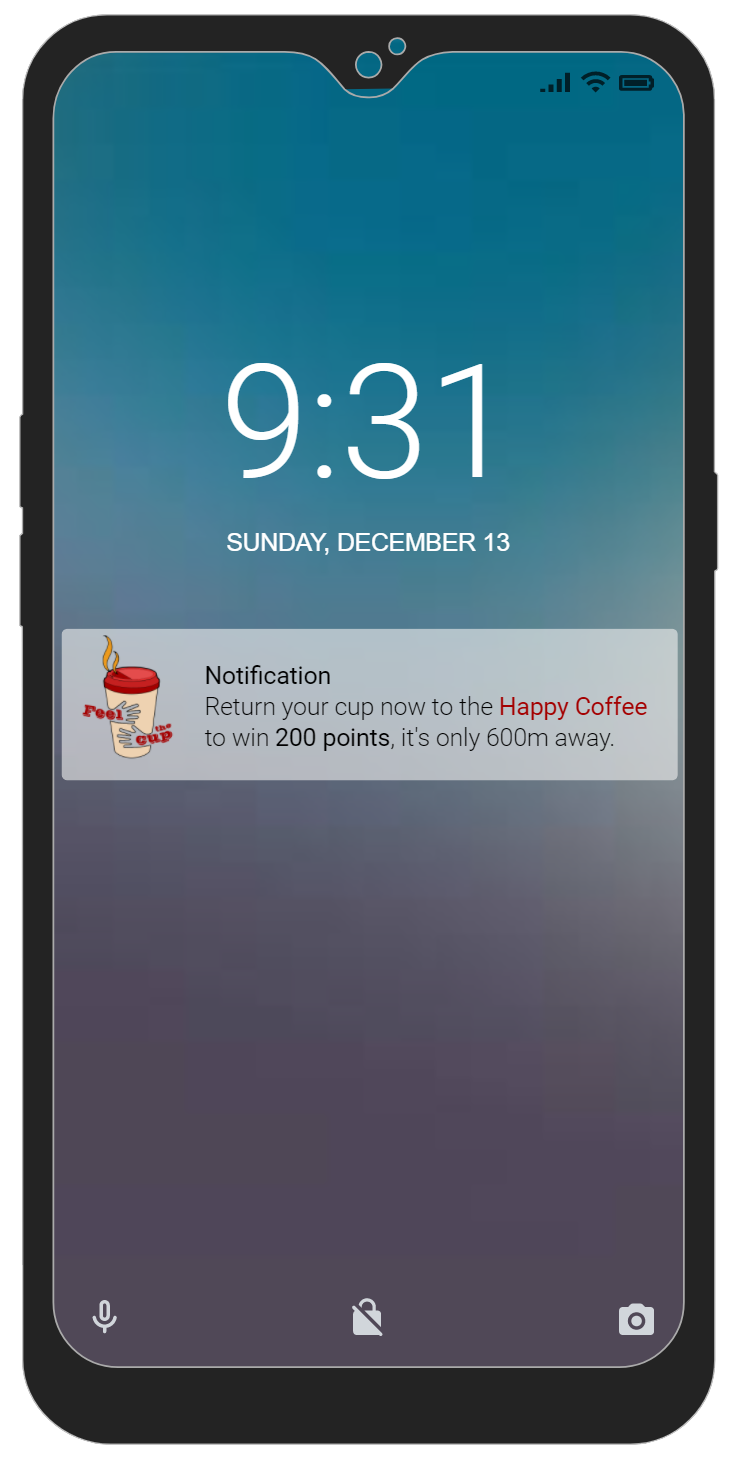 9:31
SUNDAY, DECEMBER 13
Feel
the
cup
Notification
Return your cup now to the Happy Coffee
to win 200 points, it's only 600m away.